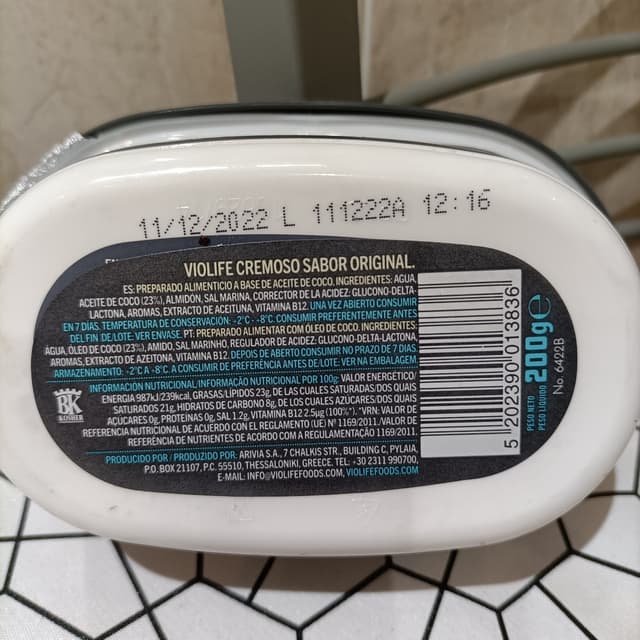 11/12/2022 L 111222A 12:16
VIOLIFE CREMOSO SABOR ORIGINAL.
ES: PREPARADO ALIMENTICIO A BASE DE ACEITE DE COCO. INGREDIENTES: AGUA,
ACEITE DE COCO (23%), ALMIDÓN, SAL MARINA, CORRECTOR DE LA ACIDEZ: GLUCONO-DELTA-
LACTONA, AROMAS, EXTRACTO DE ACEITUNA, VITAMINA B12. UNA VEZ ABIERTO CONSUMIR
EN 7 DÍAS. TEMPERATURA DE CONSERVACIÓN: -2°C - 8°C. CONSUMIR PREFERENTEMENTE ANTES
DEL FIN DE/LOTE: VER ENVASE. PT: PREPARADO ALIMENTAR COM ÓLEO DE COCO. INGREDIENTES:
ÁGUA, ÓLEO DE COCO (23%), AMIDO, SAL MARINHO, REGULADOR DE ACIDEZ: GLUCONO-DELTA-LACTONA,
AROMAS, EXTRACTO DE AZEITONA, VITAMINA B12. DEPOIS DE ABERTO CONSUMIR NO PRAZO DE 7 DIAS.
ARMAZENAMENTO: -2°C A -8°C. A CONSUMIR DE PREFERÊNCIA ANTES DE/LOTE: VER NA EMBALAGEM.
INFORMACION NUTRICIONAL/INFORMAÇÃO NUTRICIONAL POR 100g: VALOR ENERGÉTICO/
ENERGIA 987kJ/239kcal, GRASAS/LIPIDOS 23g, DE LAS CUALES SATURADAS/DOS QUAIS
SATURADOS 21g, HIDRATOS DE CARBONO 8g, DE LOS CUALES AZÚCARES/DOS QUAIS
AÇUCARES 0g, PROTEINAS 0g, SAL 1.2g, VITAMINA B12 2.5µg (100%*). *VRN: VALOR DE
REFERENCIA NUTRICIONAL DE ACUERDO CON EL REGLAMENTO (UE) Nº 1169/2011. VALOR DE
REFERÊNCIA DE NUTRIENTES DE ACORDO COM A REGULAMENTAÇÃO 1169/2011.
PRODUCIDO POR / PRODUZIDO POR: ARIVIA S.A., 7 CHALKIS STR., BUILDING C, PYLAIA,
P.O. BOX 21107, P.C. 55510, THESSALONIKI, GREECE. TEL. +30 2311 990700,
E-MAIL: INFO@VIOLIFEFOODS.COM, VIOLIFEFOODS.COM
BK
KOSHER
5 202390 013836
PESO NETO
PESO LÍQUIDO
200g e
No. 6422B